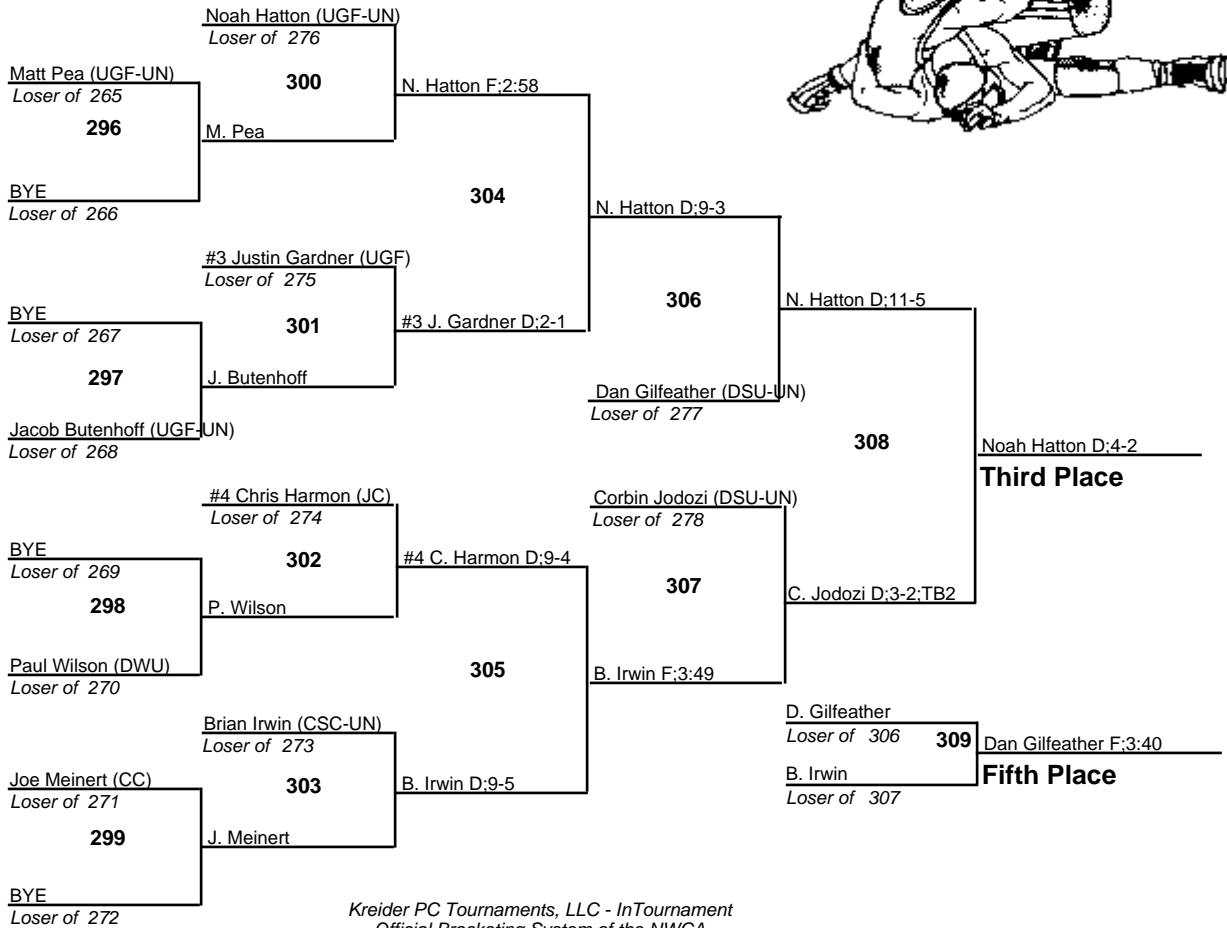 Noah Hatton (UGF-UN)
Loser of 276
Matt Pea (UGF-UN)
Loser of 265
300
N. Hatton F;2:58
296
M. Pea
BYE
Loser of 266
304
N. Hatton D;9-3
#3 Justin Gardner (UGF)
Loser of 275
BYE
Loser of 267
301
#3 J. Gardner D;2-1
306
N. Hatton D;11-5
297
J. Butenhoff
Dan Gilfeather (DSU-UN)
Loser of 277
Jacob Butenhoff (UGF-UN)
Loser of 268
308
Noah Hatton D;4-2
Third Place
#4 Chris Harmon (JC)
Loser of 274
Corbin Jodozi (DSU-UN)
Loser of 278
BYE
Loser of 269
302
#4 C. Harmon D;9-4
307
C. Jodozi D;3-2;TB2
298
P. Wilson
Paul Wilson (DWU)
Loser of 270
305
B. Irwin F;3:49
Brian Irwin (CSC-UN)
Loser of 273
D. Gilfeather
Loser of 306
309
Dan Gilfeather F;3:40
Fifth Place
B. Irwin
Loser of 307
Joe Meinert (CC)
Loser of 271
303
B. Irwin D;9-5
299
J. Meinert
BYE
Loser of 272
Kreider PC Tournaments, LLC - InTournament
Official Bracketing System of the NWCA